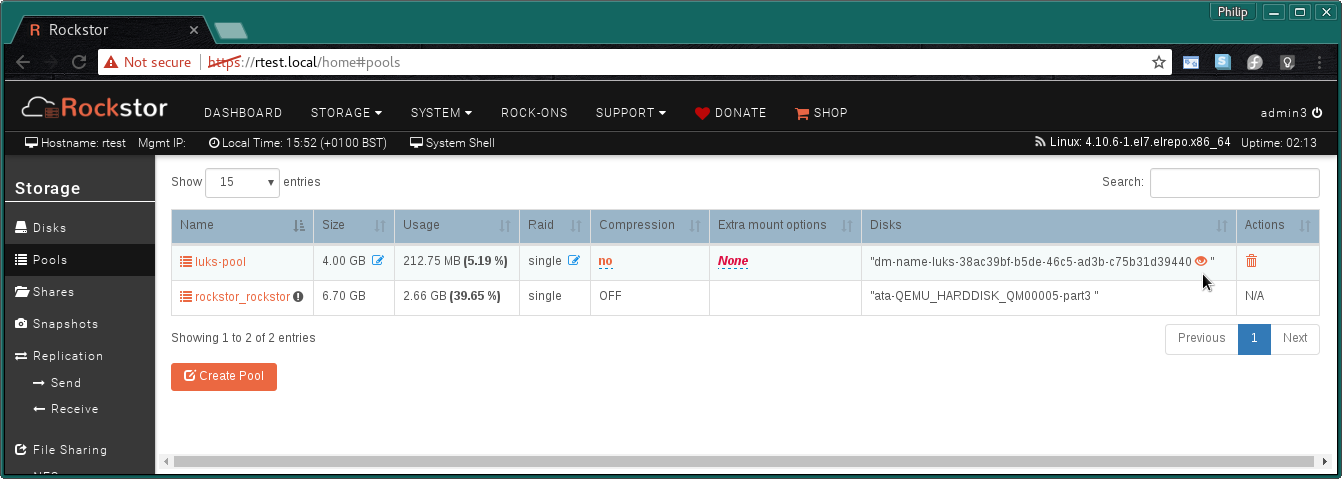 Philip
Rockstor
Not secure https://rtest.local/home#pools
Rockstor DASHBOARD STORAGE SYSTEM ROCK-ONS SUPPORT DONATE SHOP admin3
Hostname: rtest Mgmt IP: Local Time: 15:52 (+0100 BST) System Shell Linux: 4.10.6-1.el7.elrepo.x86_64 Uptime: 02:13
Storage
Disks
Pools
Shares
Snapshots
Replication
Send
Receive
File Sharing
Show 15 entries Search:
Name Size Usage Raid Compression Extra mount options Disks Actions
luks-pool 4.00 GB 212.75 MB (5.19 %) single no None "dm-name-luks-38ac39bf-b5de-46c5-ad3b-c75b31d39440 "
rockstor_rockstor 6.70 GB 2.66 GB (39.65 %) single OFF "ata-QEMU_HARDDISK_QM00005-part3 " N/A
Showing 1 to 2 of 2 entries Previous 1 Next
Create Pool